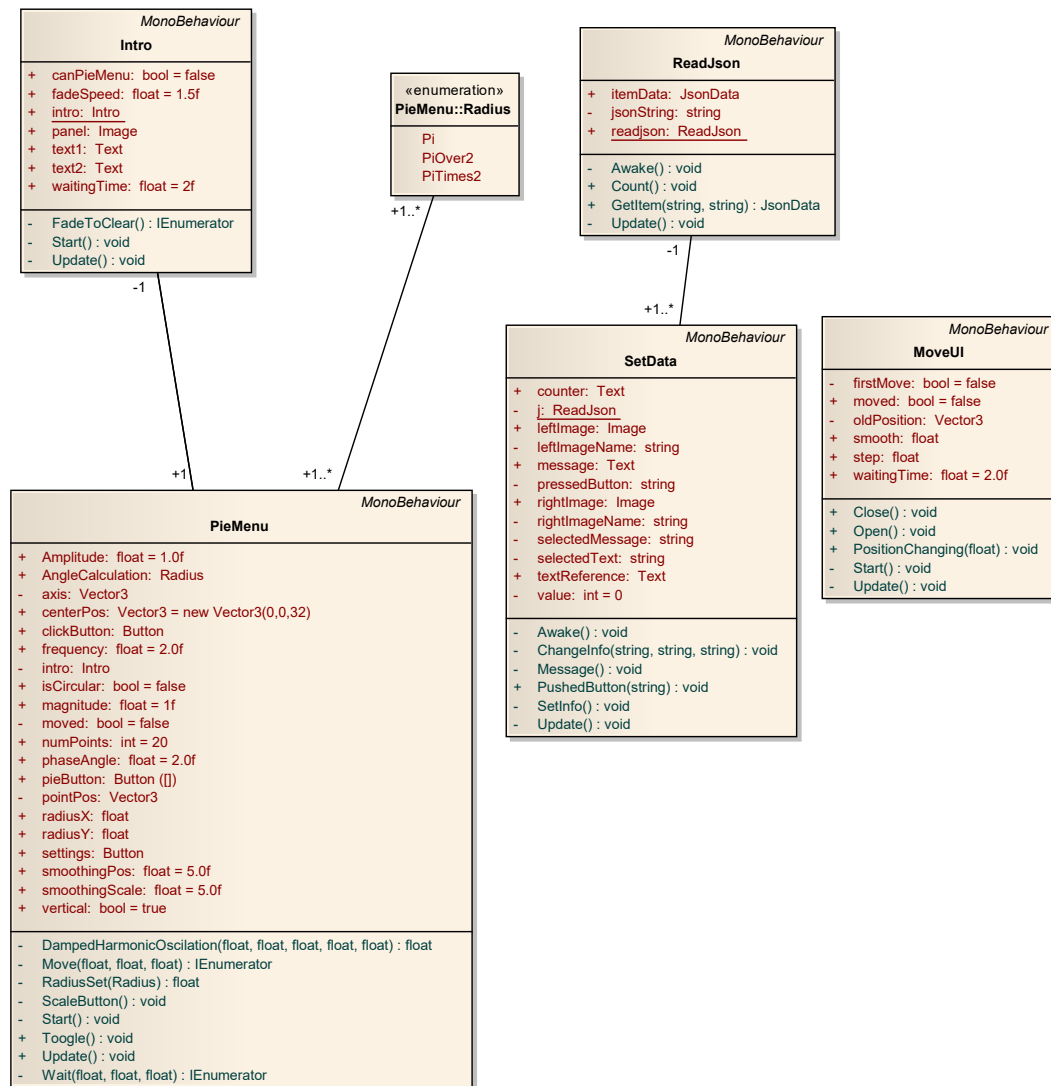 MonoBehaviour
Intro
+ canPieMenu: bool = false
+ fadeSpeed: float = 1.5f
+ intro: Intro
+ panel: Image
+ text1: Text
+ text2: Text
+ waitingTime: float = 2f
- FadeToClear() : IEnumerator
- Start() : void
- Update() : void
-1
+1
«enumeration»
PieMenu::Radius
Pi
PiOver2
PiTimes2
+1..*
+1..*
MonoBehaviour
ReadJson
+ itemData: JsonData
- jsonString: string
+ readjson: ReadJson
- Awake() : void
+ Count() : void
+ GetItem(string, string) : JsonData
- Update() : void
-1
+1..*
MonoBehaviour
SetData
+ counter: Text
- j: ReadJson
+ leftImage: Image
- leftImageName: string
+ message: Text
- pressedButton: string
+ rightImage: Image
- rightImageName: string
- selectedMessage: string
- selectedText: string
+ textReference: Text
- value: int = 0
- Awake() : void
- ChangeInfo(string, string, string) : void
- Message() : void
+ PushedButton(string) : void
- SetInfo() : void
- Update() : void
MonoBehaviour
MoveUI
- firstMove: bool = false
+ moved: bool = false
- oldPosition: Vector3
+ smooth: float
+ step: float
+ waitingTime: float = 2.0f
+ Close() : void
+ Open() : void
+ PositionChanging(float) : void
- Start() : void
- Update() : void
MonoBehaviour
PieMenu
+ Amplitude: float = 1.0f
+ AngleCalculation: Radius
- axis: Vector3
+ centerPos: Vector3 = new Vector3(0,0,32)
+ clickButton: Button
+ frequency: float = 2.0f
- intro: Intro
+ isCircular: bool = false
+ magnitude: float = 1f
- moved: bool = false
+ numPoints: int = 20
+ phaseAngle: float = 2.0f
+ pieButton: Button ([])
- pointPos: Vector3
+ radiusX: float
+ radiusY: float
+ settings: Button
+ smoothingPos: float = 5.0f
+ smoothingScale: float = 5.0f
+ vertical: bool = true
- DampedHarmonicOscilation(float, float, float, float, float) : float
- Move(float, float, float) : IEnumerator
- RadiusSet(Radius) : float
- ScaleButton() : void
- Start() : void
+ Toogle() : void
+ Update() : void
- Wait(float, float, float) : IEnumerator